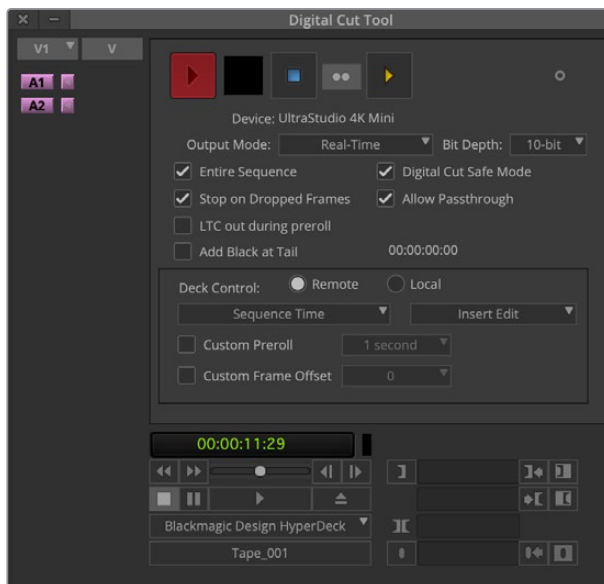 Digital Cut Tool
V1 V
A1
A2
Device: UltraStudio 4K Mini
Output Mode: Real-Time Bit Depth: 10-bit
Entire Sequence Digital Cut Safe Mode
Stop on Dropped Frames Allow Passthrough
LTC out during preroll
Add Black at Tail 00:00:00:00
Deck Control: Remote Local
Sequence Time Insert Edit
Custom Preroll 1 second
Custom Frame Offset 0
00:00:11:29
Blackmagic Design HyperDeck
Tape_001